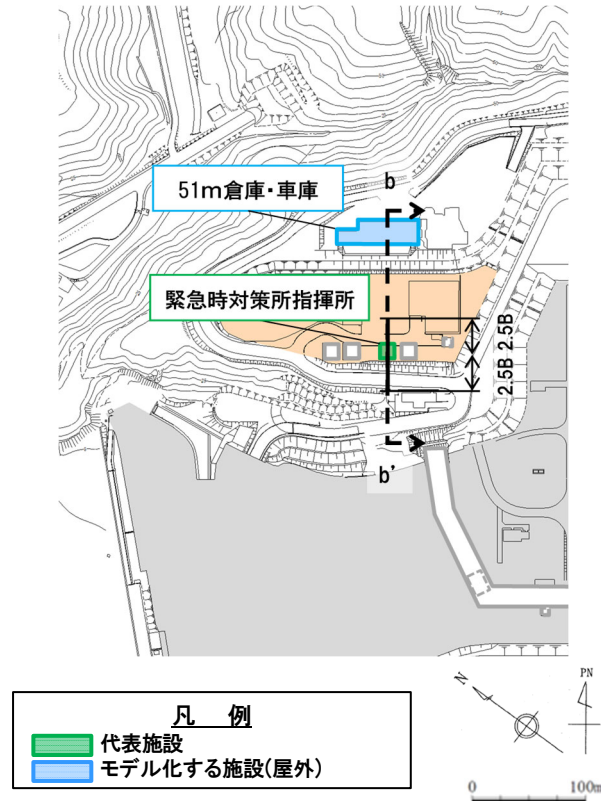 b
51m倉庫・車庫
緊急時対策所指揮所
2.5B
2.5B
b'
凡 例
代表施設
モデル化する施設(屋外)
N
PN
0 100m